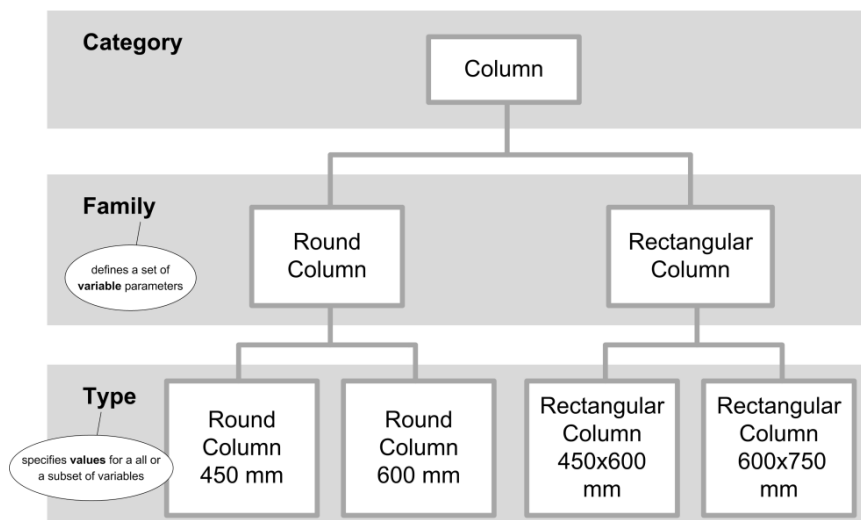 Category
Column
Family
defines a set of
variable parameters
Round
Column
Rectangular
Column
Type
specifies values for a all or
a subset of variables
Round
Column
450 mm
Round
Column
600 mm
Rectangular
Column
450x600
mm
Rectangular
Column
600x750
mm